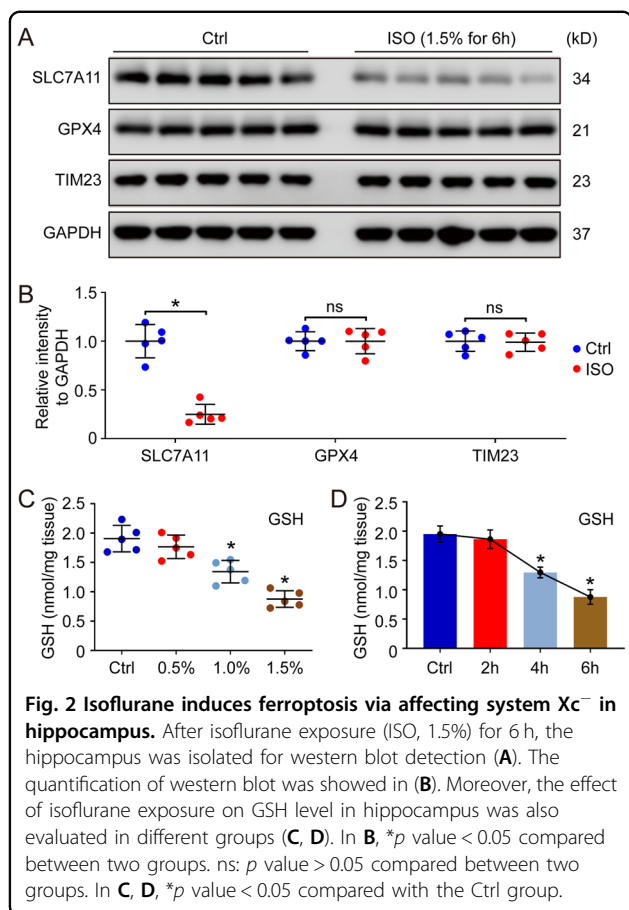 A
Ctrl
ISO (1.5% for 6h)
(kD)
SLC7A11
34
GPX4
21
TIM23
23
GAPDH
37
B
Relative intensity
to GAPDH
1.5
1.0
0.5
0
*
ns
ns
Ctrl
ISO
SLC7A11
GPX4
TIM23
C
GSH
GSH (nmol/mg tissue)
2.5
2.0
1.5
1.0
0.5
0
*
*
Ctrl
0.5%
1.0%
1.5%
D
GSH
GSH (nmol/mg tissue)
2.5
2.0
1.5
1.0
0.5
0
*
*
Ctrl
2h
4h
6h
Fig. 2 Isoflurane induces ferroptosis via affecting system Xc⁻ in
hippocampus. After isoflurane exposure (ISO, 1.5%) for 6 h, the
hippocampus was isolated for western blot detection (A). The
quantification of western blot was showed in (B). Moreover, the effect
of isoflurane exposure on GSH level in hippocampus was also
evaluated in different groups (C, D). In B, *p value < 0.05 compared
between two groups. ns: p value > 0.05 compared between two
groups. In C, D, *p value < 0.05 compared with the Ctrl group.